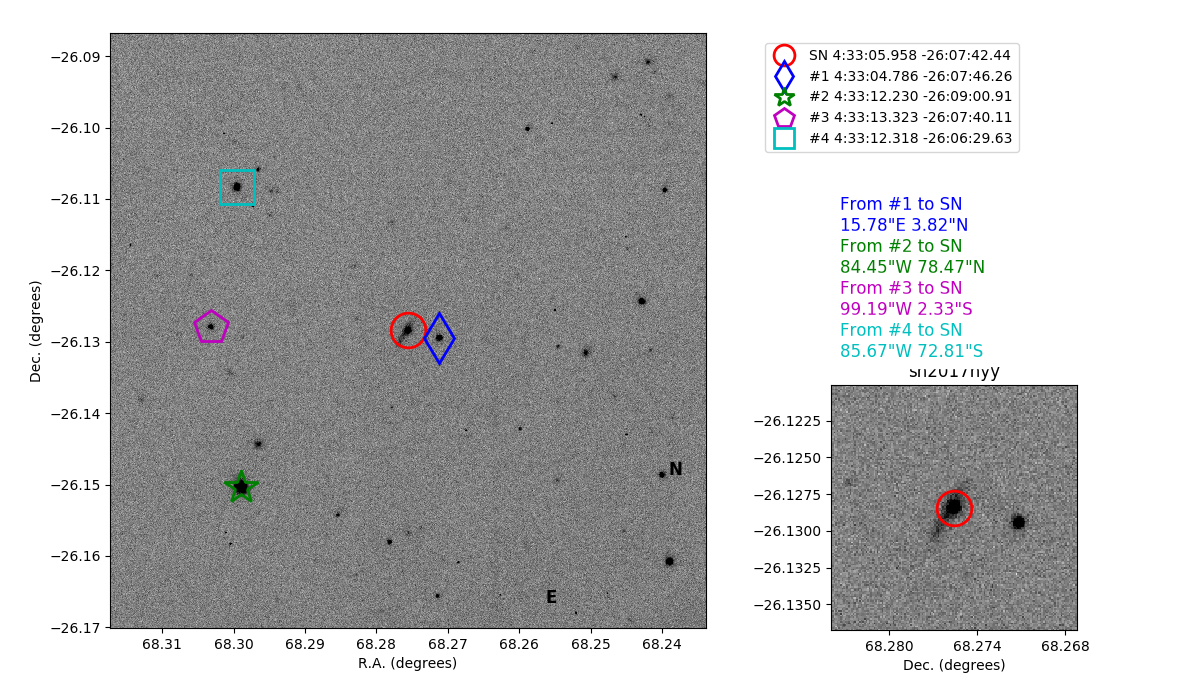 −26.09
−26.10
−26.11
−26.12
−26.13
−26.14
−26.15
−26.16
−26.17
Dec. (degrees)
68.31
68.30
68.29
68.28
68.27
68.26
68.25
68.24
R.A. (degrees)
N
E
SN 4:33:05.958 -26:07:42.44
#1 4:33:04.786 -26:07:46.26
#2 4:33:12.230 -26:09:00.91
#3 4:33:13.323 -26:07:40.11
#4 4:33:12.318 -26:06:29.63
From #1 to SN
15.78"E 3.82"N
From #2 to SN
84.45"W 78.47"N
From #3 to SN
99.19"W 2.33"S
From #4 to SN
85.67"W 72.81"S
−26.1225
−26.1250
−26.1275
−26.1300
−26.1325
−26.1350
68.280
68.274
68.268
Dec. (degrees)